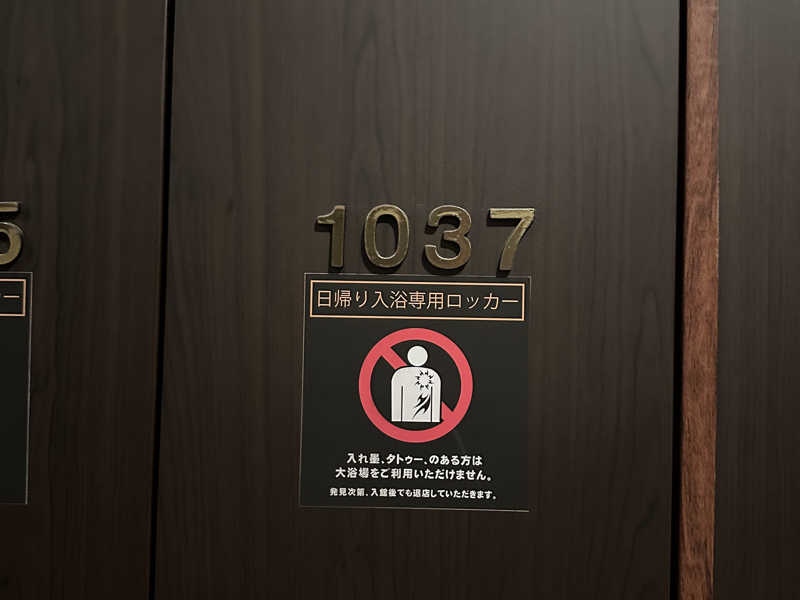 1037
日帰り入浴専用ロッカー
入れ墨、タトゥー、のある方は
大浴場をご利用いただけません。
発見次第、入館後でも退店していただきます。
5
ー